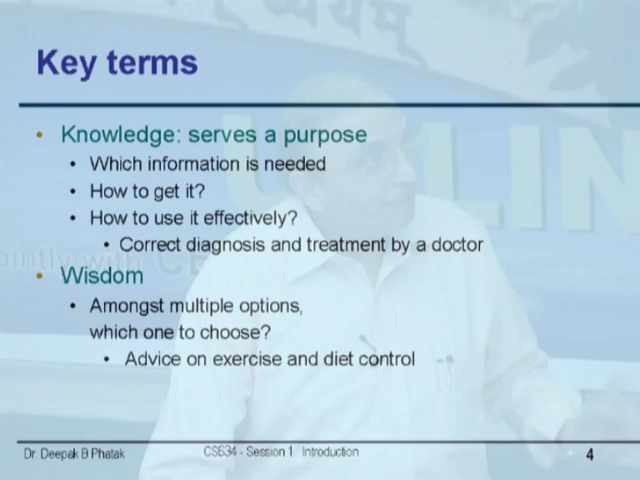 Key terms
• Knowledge: serves a purpose
• Which information is needed
• How to get it?
• How to use it effectively?
• Correct diagnosis and treatment by a doctor
• Wisdom
• Amongst multiple options,
which one to choose?
• Advice on exercise and diet control
Dr. Deepak B Phatak
CS634 - Session 1 Introduction
4